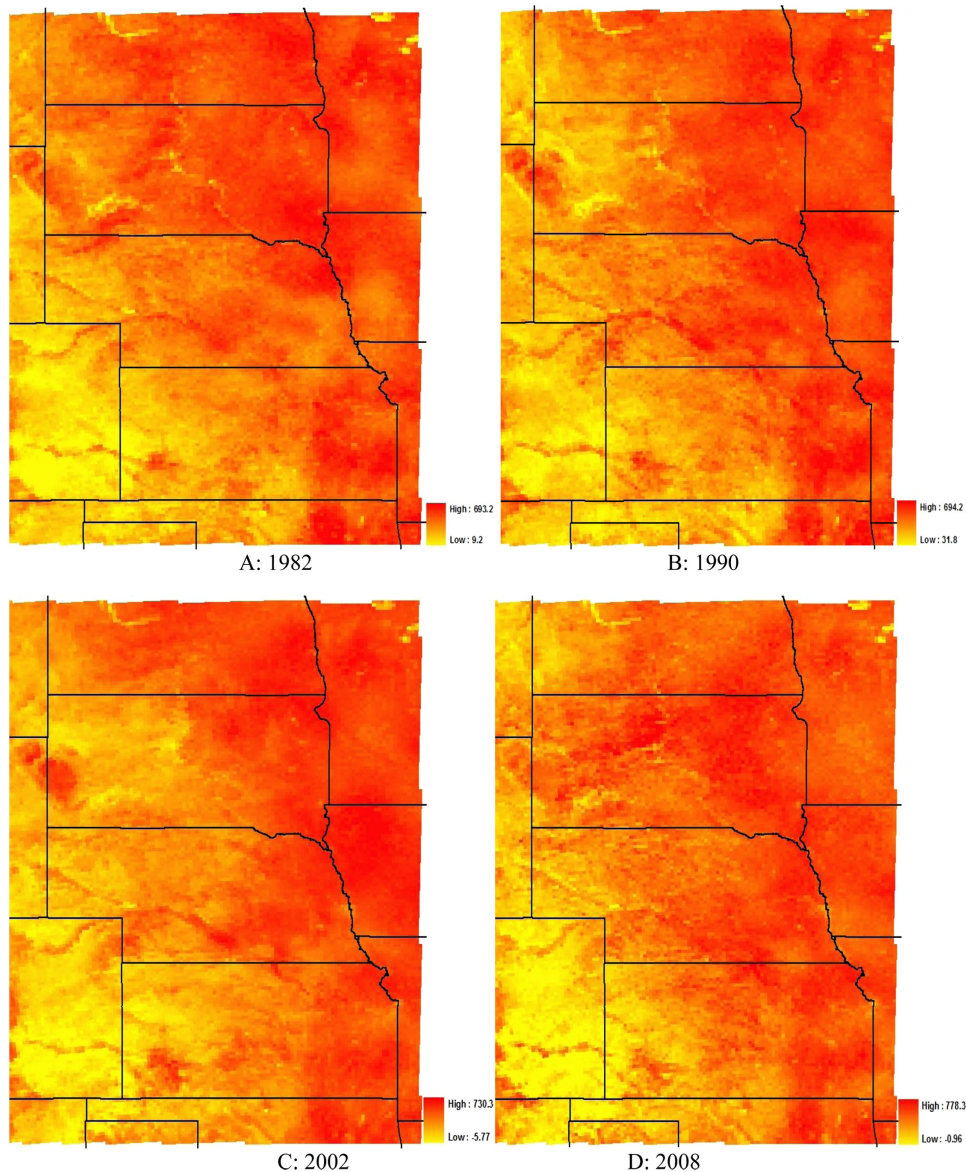 High : 693.2
Low : 9.2
A: 1982
High : 694.2
Low : 31.8
B: 1990
High : 730.3
Low : -5.77
C: 2002
High : 778.3
Low : -0.96
D: 2008